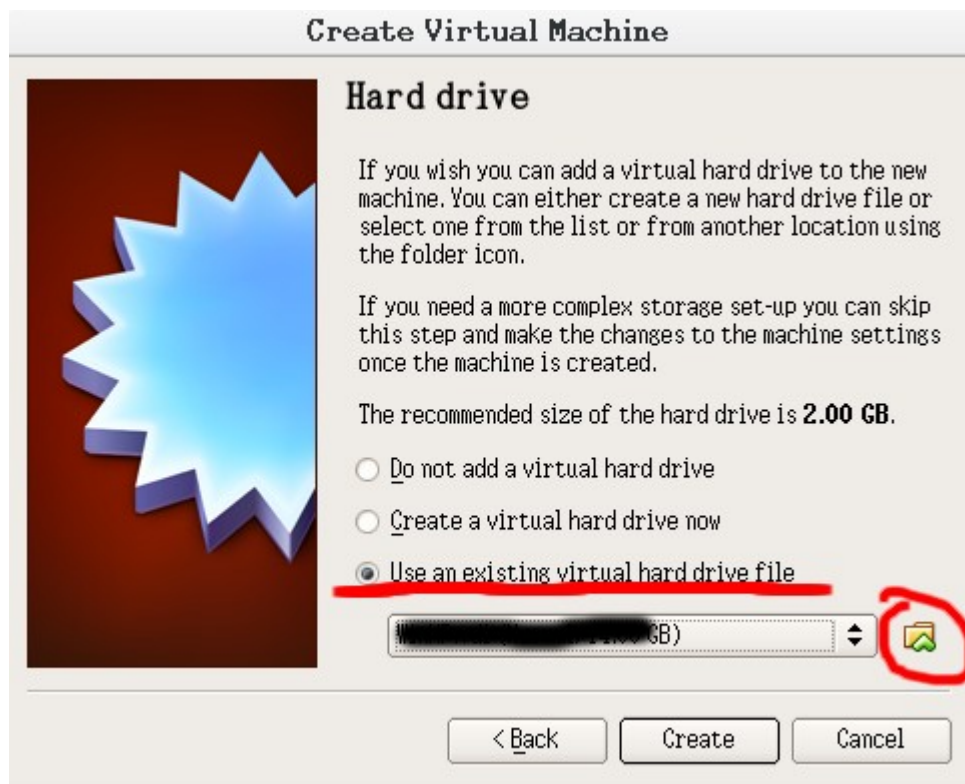 Create Virtual Machine
Hard drive
If you wish you can add a virtual hard drive to the new
machine. You can either create a new hard drive file or
select one from the list or from another location using
the folder icon.
If you need a more complex storage set-up you can skip
this step and make the changes to the machine settings
once the machine is created.
The recommended size of the hard drive is 2.00 GB.
Do not add a virtual hard drive
Create a virtual hard drive now
Use an existing virtual hard drive file
GB)
< Back
Create
Cancel